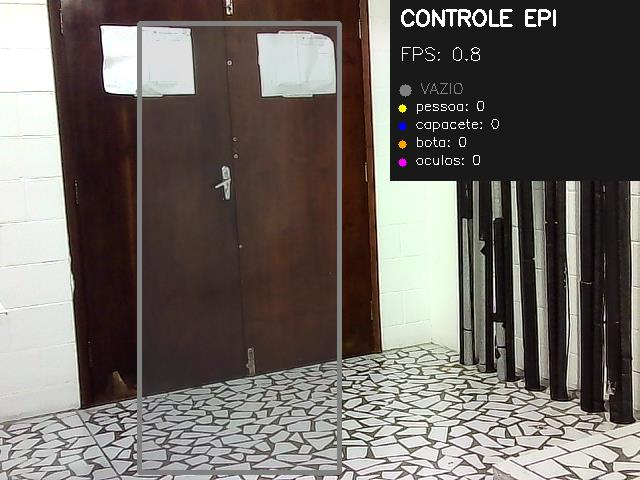 CONTROLE EPI
FPS: 0.8
VAZIO
pessoa: 0
capacete: 0
bota: 0
oculos: 0